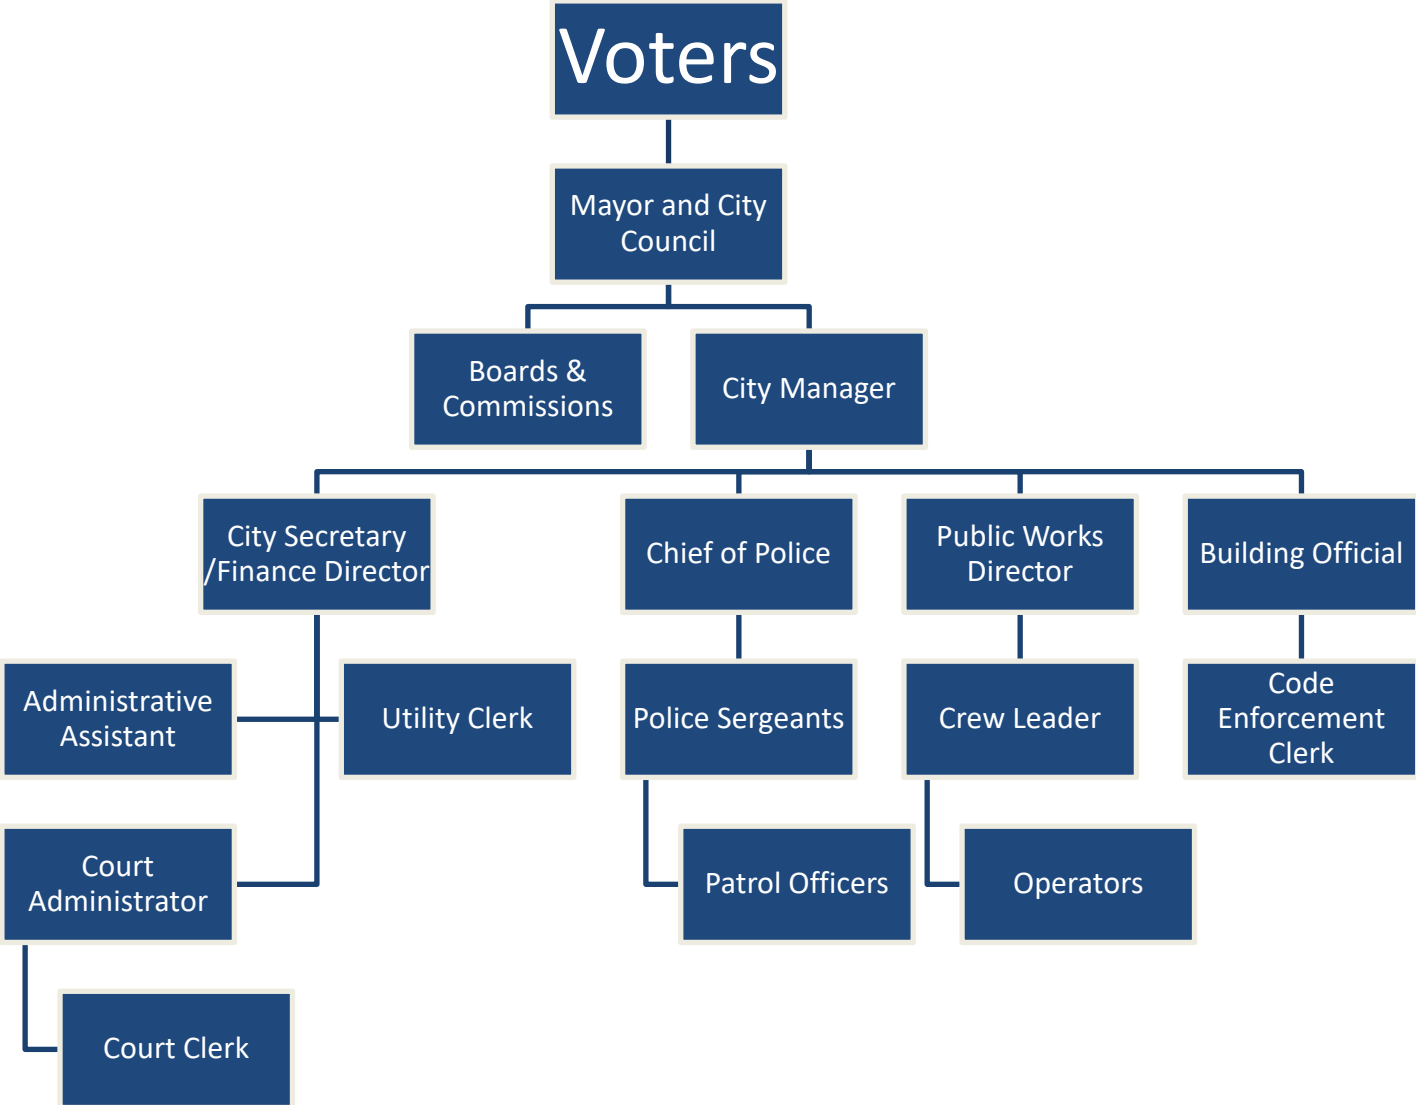 Voters
Mayor and City
Council
Boards &
Commissions
City Manager
City Secretary
/Finance Director
Chief of Police
Public Works
Director
Building Official
Administrative
Assistant
Utility Clerk
Police Sergeants
Crew Leader
Code
Enforcement
Clerk
Court
Administrator
Patrol Officers
Operators
Court Clerk